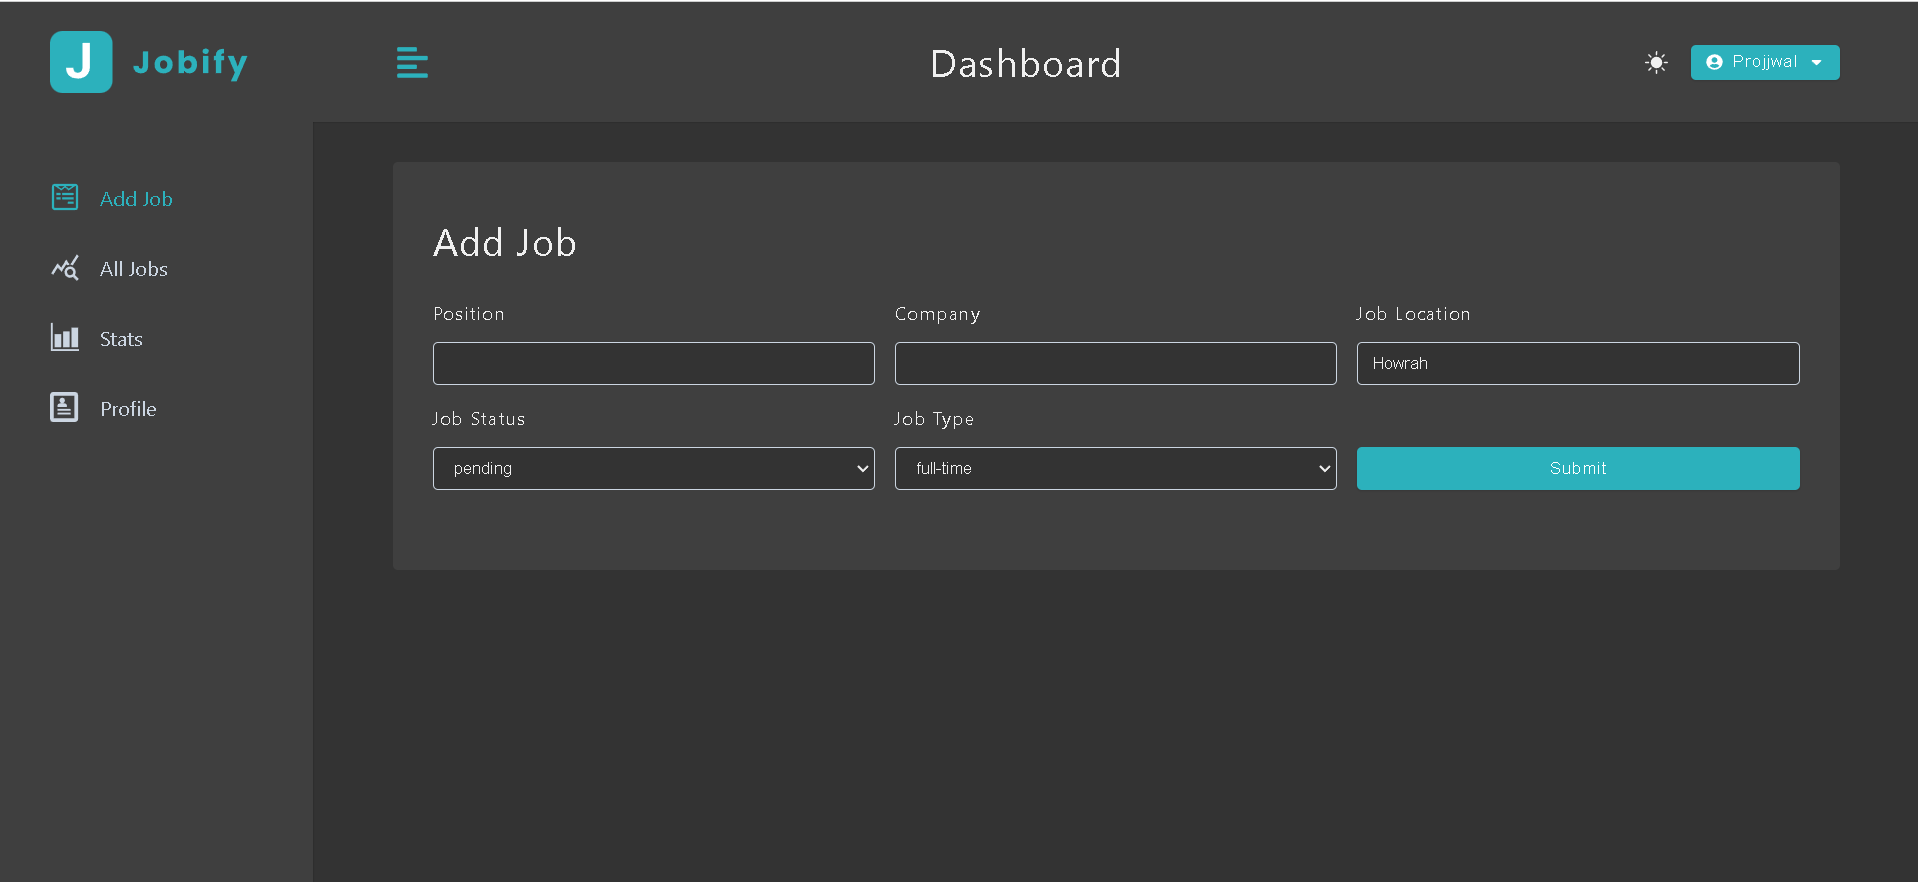 J Jobify
Dashboard
Projjwal
Add Job
All Jobs
Stats
Profile
Add Job
Position
Company
Job Location
Howrah
Job Status
Job Type
pending
full-time
Submit